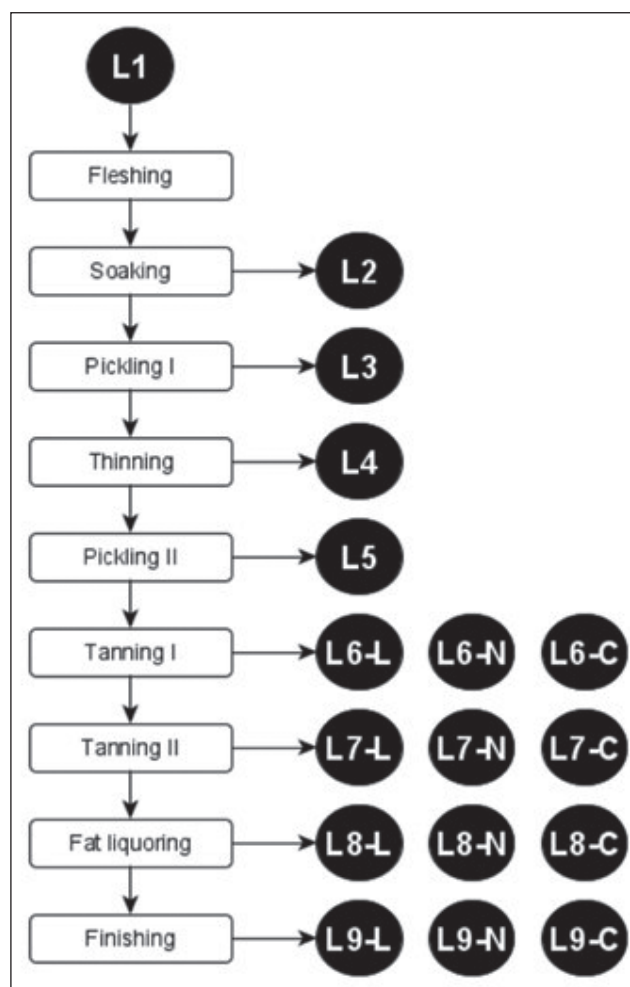 L1
Fleshing
Soaking L2
Pickling I L3
Thinning L4
Pickling II L5
Tanning I L6-L L6-N L6-C
Tanning II L7-L L7-N L7-C
Fat liquoring L8-L L8-N L8-C
Finishing L9-L L9-N L9-C